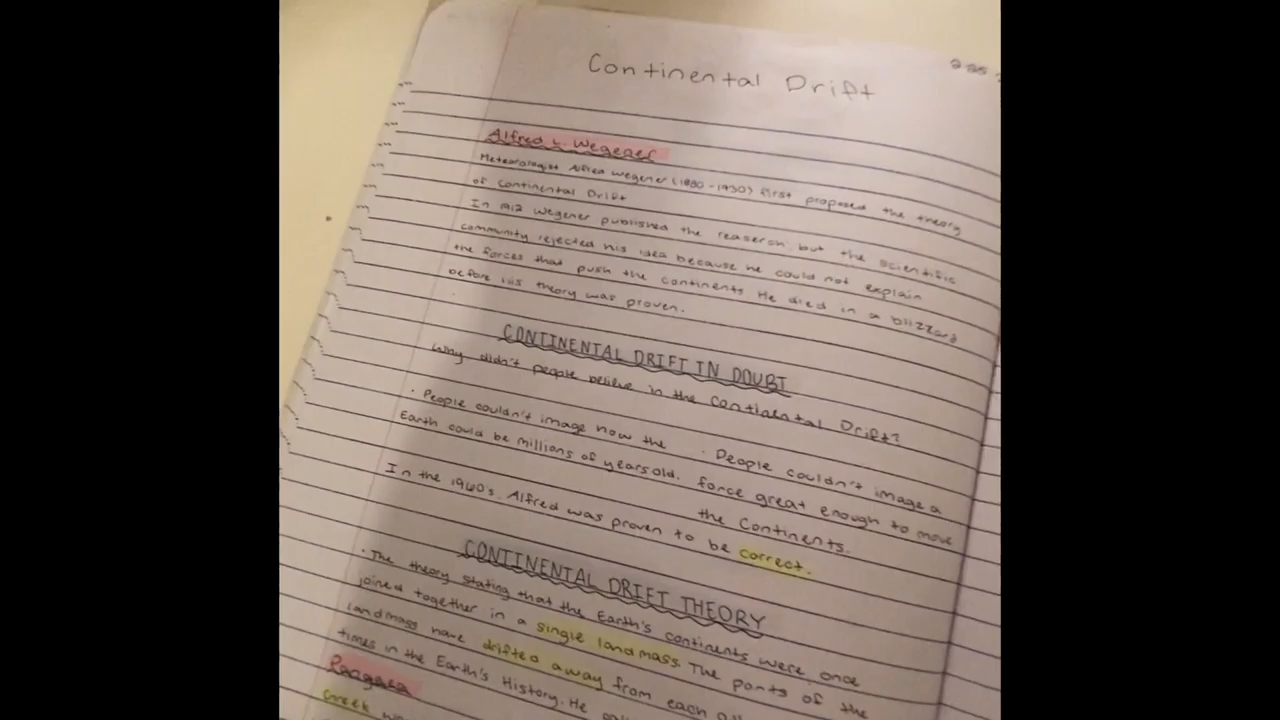 Continental Drift
Alfred L. Wegener
Meteorologist Alfred Wegener (1880-1930) first proposed the theory
of Continental Drift
In 1912 Wegener published the but the scientific
community rejected his idea because he could not explain
the forces that push the continents He died in a blizzard
before his theory was proven.
CONTINENTAL DRIFT IN DOUBT
Why didn't people believe in the Continental Drift?
· People couldn't image how the
Earth could be millions of years old.
· People couldn't image a
force great enough to move
the Continents.
In the 1960's, Alfred was proven to be correct.
CONTINENTAL DRIFT THEORY
· The theory stating that the Earth's continents were once
joined together in a single landmass. The parts of the
landmass have drifted away from each
times in the Earth's History. He
Pangaea
Greek